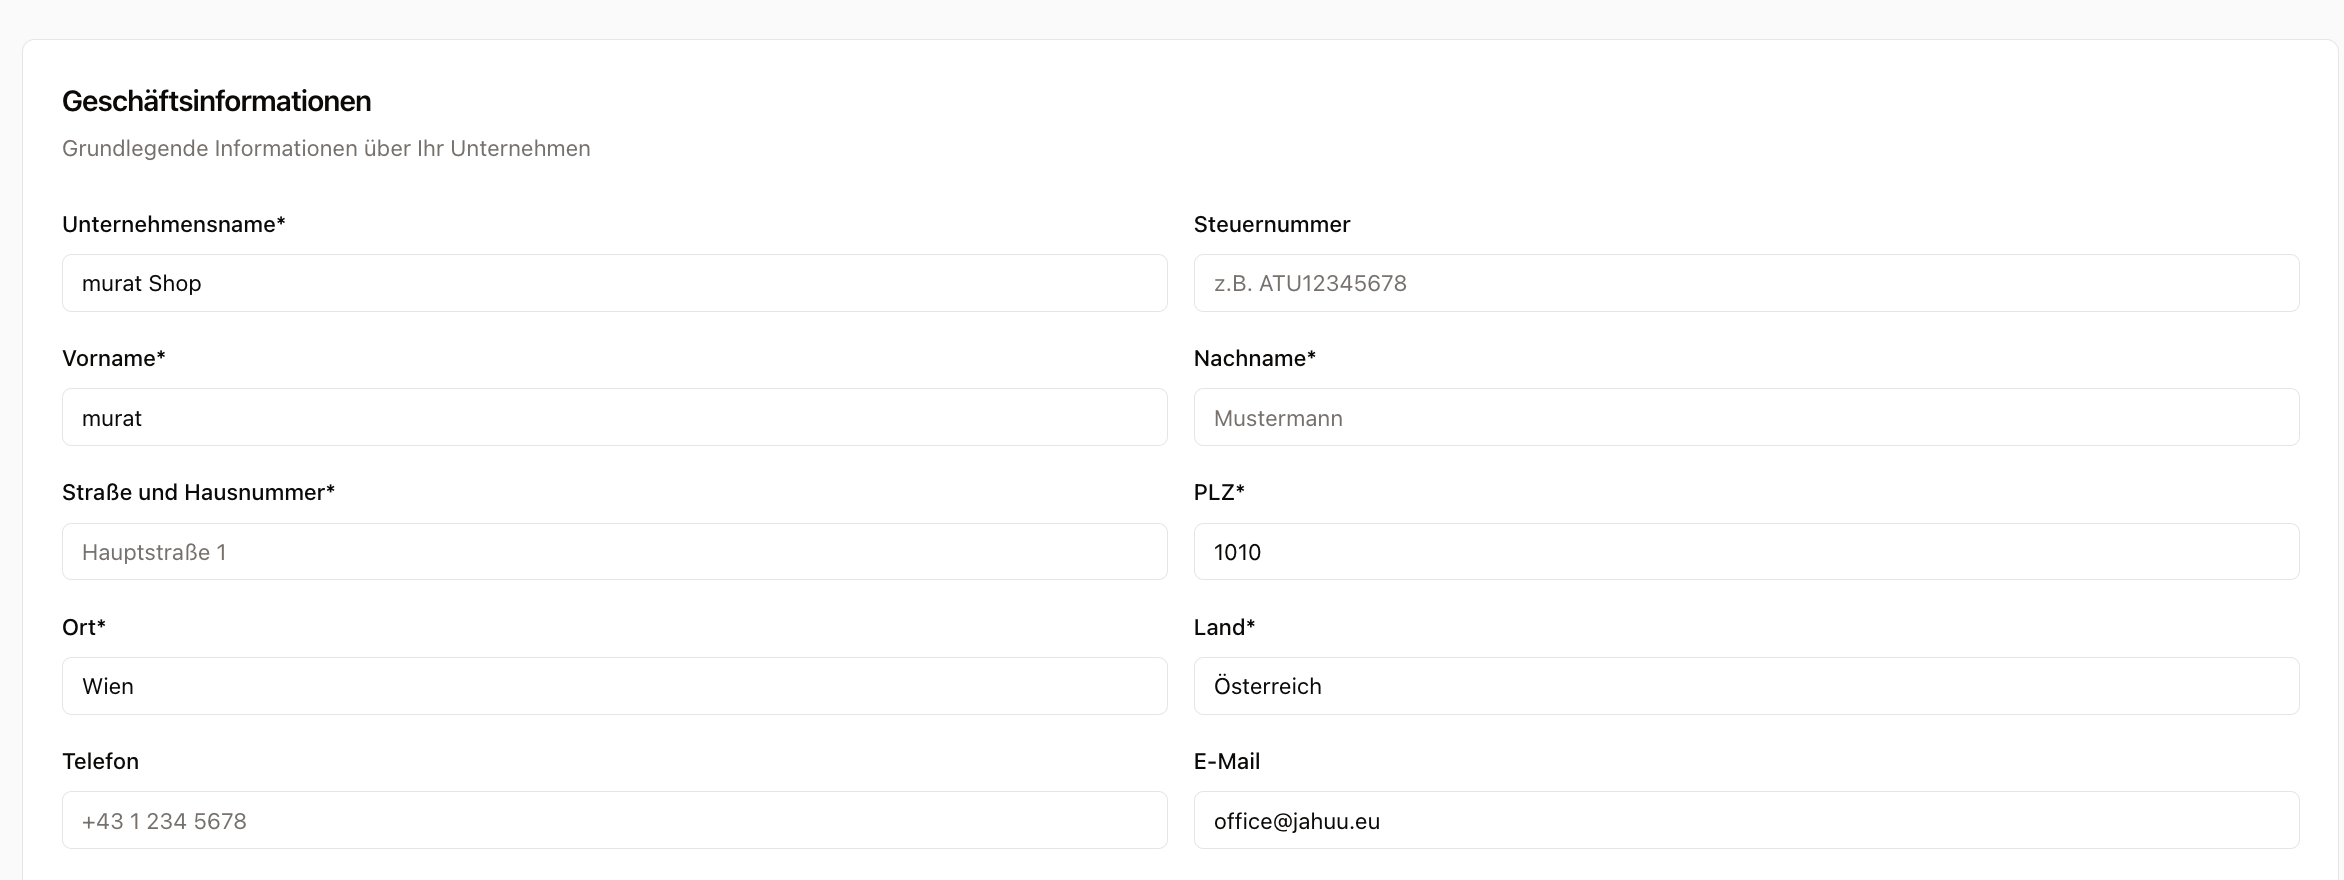 Geschäftsinformationen
Grundlegende Informationen über Ihr Unternehmen
Unternehmensname*
Steuernummer
murat Shop
z.B. ATU12345678
Vorname*
Nachname*
murat
Mustermann
Straße und Hausnummer*
PLZ*
Hauptstraße 1
1010
Ort*
Land*
Wien
Österreich
Telefon
E-Mail
+43 1 234 5678
office@jahuu.eu